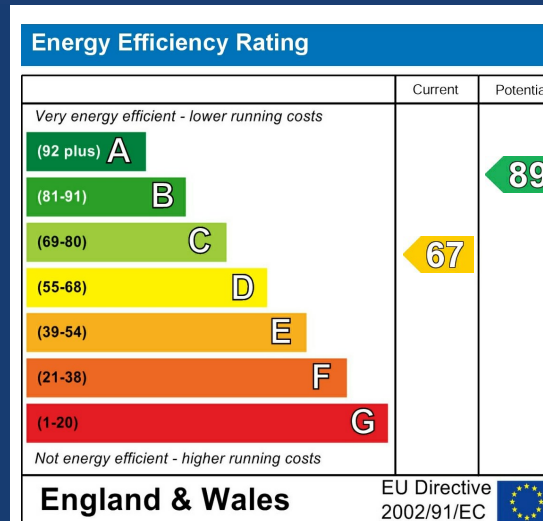 Energy Efficiency Rating
Current Potentia
Very energy efficient - lower running costs
(92 plus) A
89
(81-91) B
(69-80) C
67
(55-68) D
(39-54) E
(21-38) F
(1-20) G
Not energy efficient - higher running costs
England & Wales
EU Directive
2002/91/EC